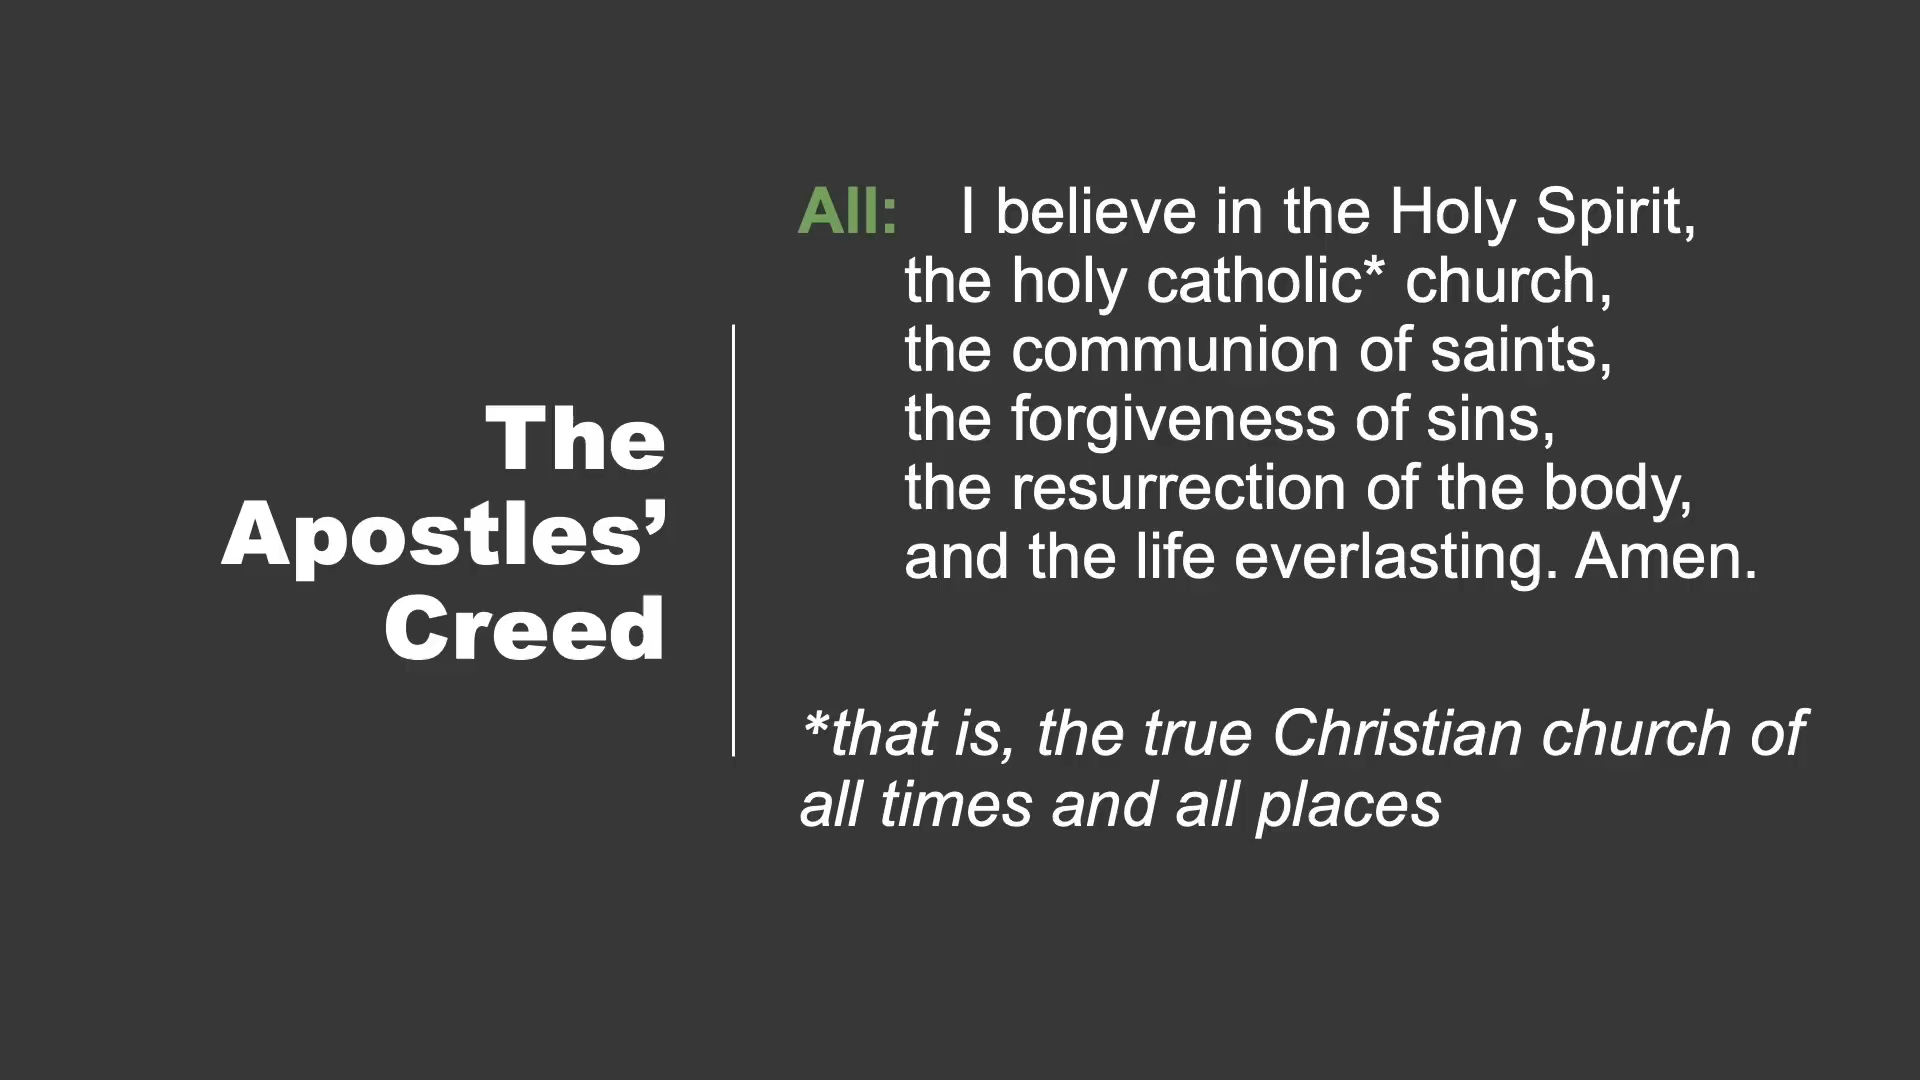 The
Apostles’
Creed
All: I believe in the Holy Spirit,
the holy catholic* church,
the communion of saints,
the forgiveness of sins,
the resurrection of the body,
and the life everlasting. Amen.
*that is, the true Christian church of
all times and all places